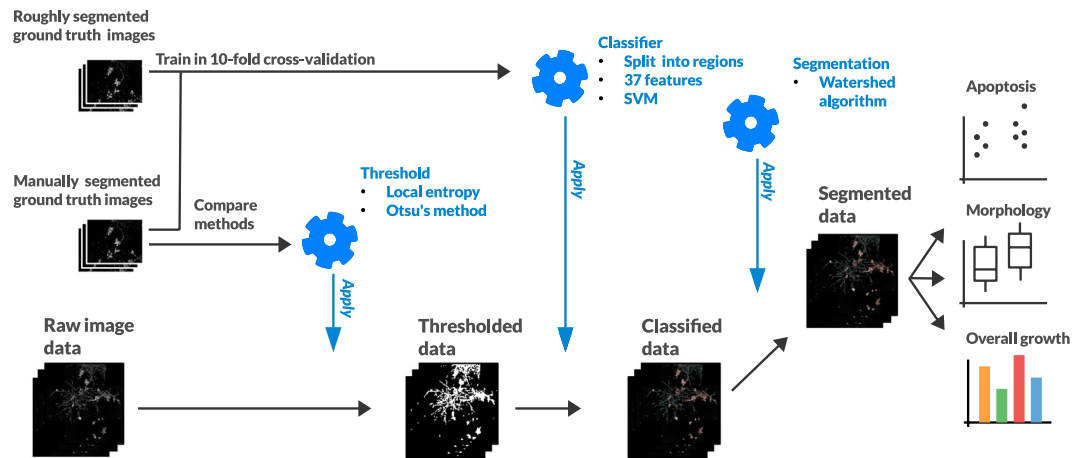 Roughly segmented
ground truth images
Train in 10-fold cross-validation
Classifier
• Split into regions
• 37 features
• SVM
Segmentation
• Watershed
algorithm
Apoptosis
Manually segmented
ground truth images
Compare
methods
Threshold
• Local entropy
• Otsu's method
Apply
Apply
Apply
Segmented
data
Morphology
Raw image
data
Thresholded
data
Classified
data
Overall growth